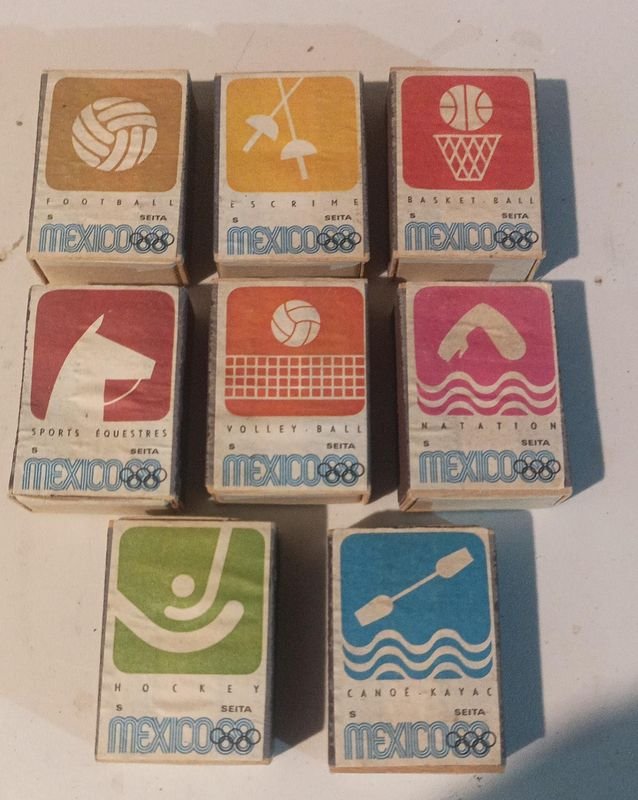 FOOTBALL
S SEITA
MEXICO68
ESCRIME
S SEITA
MEXICO68
BASKET-BALL
S SEITA
MEXICO68
SPORTS ÉQUESTRES
S SEITA
MEXICO68
VOLLEY-BALL
S SEITA
MEXICO68
NATATION
S SEITA
MEXICO68
HOCKEY
S SEITA
MEXICO68
CANOË-KAYAC
S SEITA
MEXICO68